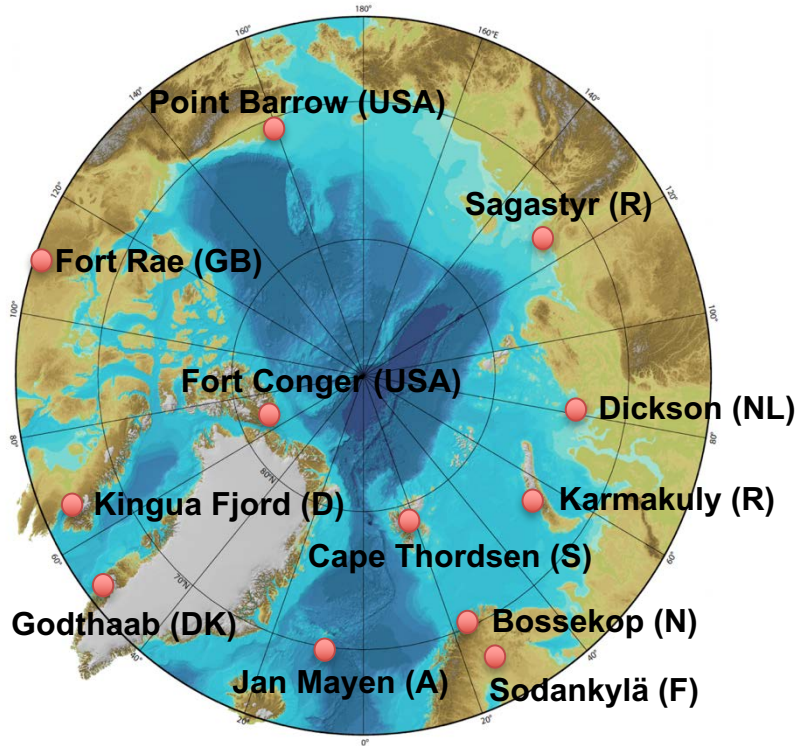 180°
160°
160°E
140°
140°
Point Barrow (USA)
120°
120°
Sagastyr (R)
Fort Rae (GB)
100°
100°
Fort Conger (USA)
Dickson (NL)
80°
80°
80°N
Kingua Fjord (D)
Karmakuly (R)
Cape Thordsen (S)
60°
60°
70°N
Godthaab (DK)
Bossekop (N)
40°
40°
Jan Mayen (A)
Sodankylä (F)
20°
20°
0°